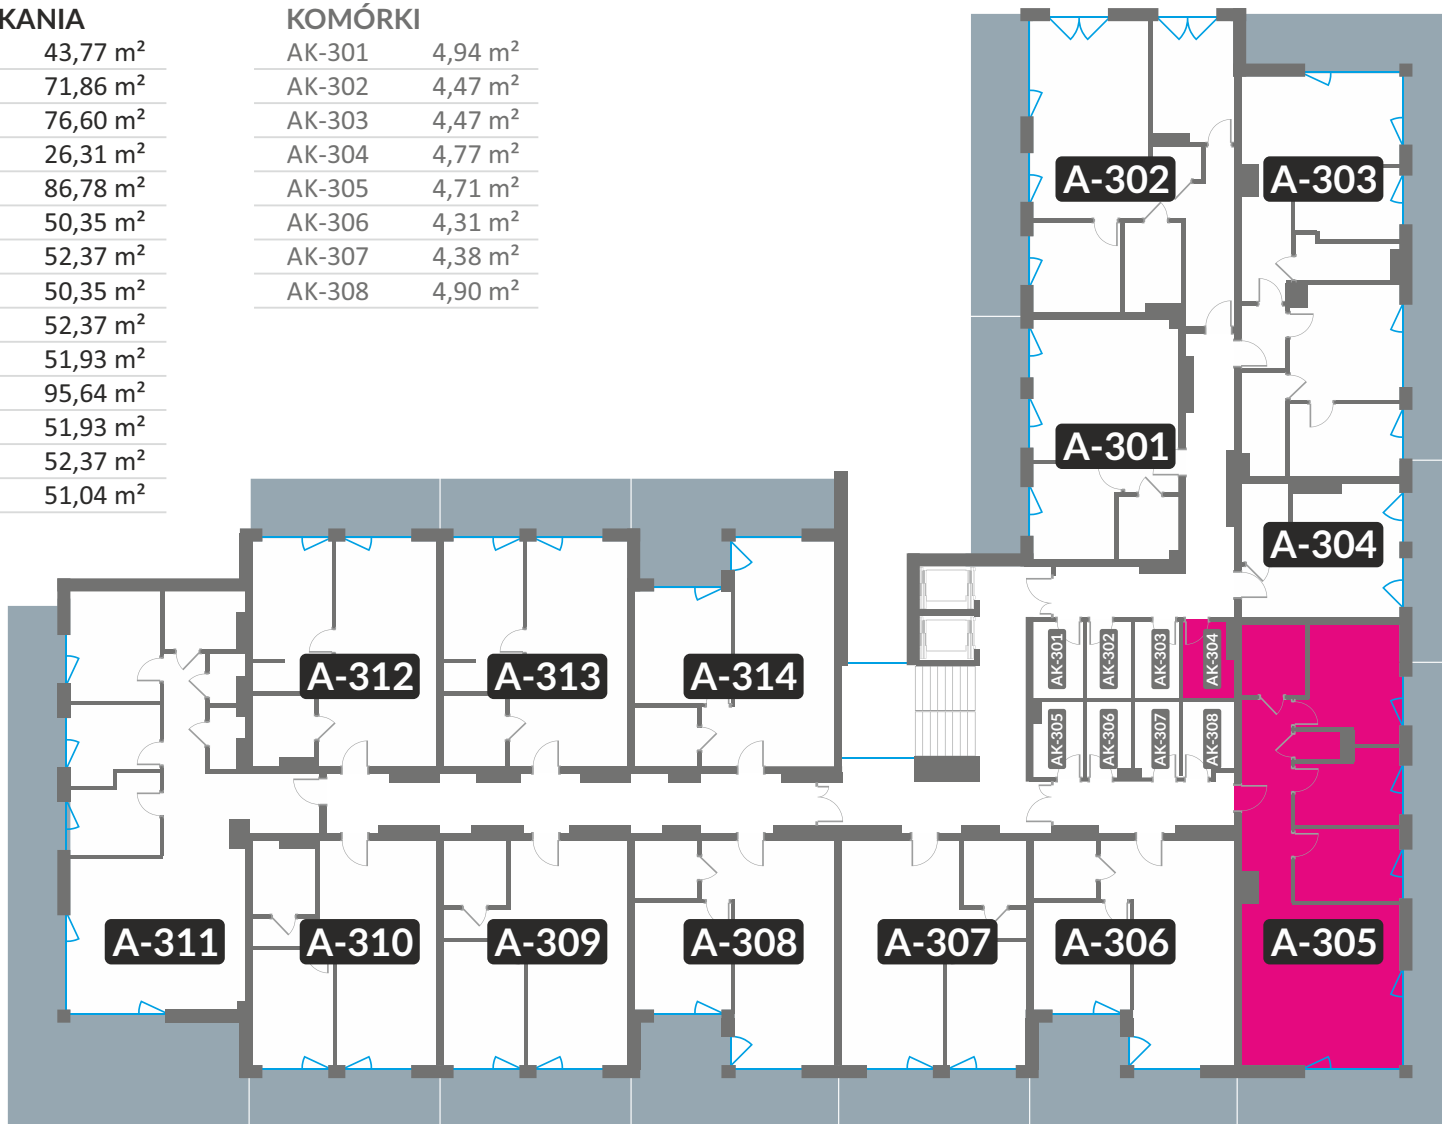 KANIA KOMÓRKI
43,77 m² AK-301 4,94 m²
71,86 m² AK-302 4,47 m²
76,60 m² AK-303 4,47 m²
26,31 m² AK-304 4,77 m²
86,78 m² AK-305 4,71 m²
50,35 m² AK-306 4,31 m²
52,37 m² AK-307 4,38 m²
50,35 m² AK-308 4,90 m²
52,37 m²
51,93 m²
95,64 m²
51,93 m²
52,37 m²
51,04 m²
A-302 A-303
A-301
A-304
AK-301 AK-302 AK-303 AK-304
A-312 A-313 A-314
AK-305 AK-306 AK-307 AK-308
A-311 A-310 A-309 A-308 A-307 A-306 A-305